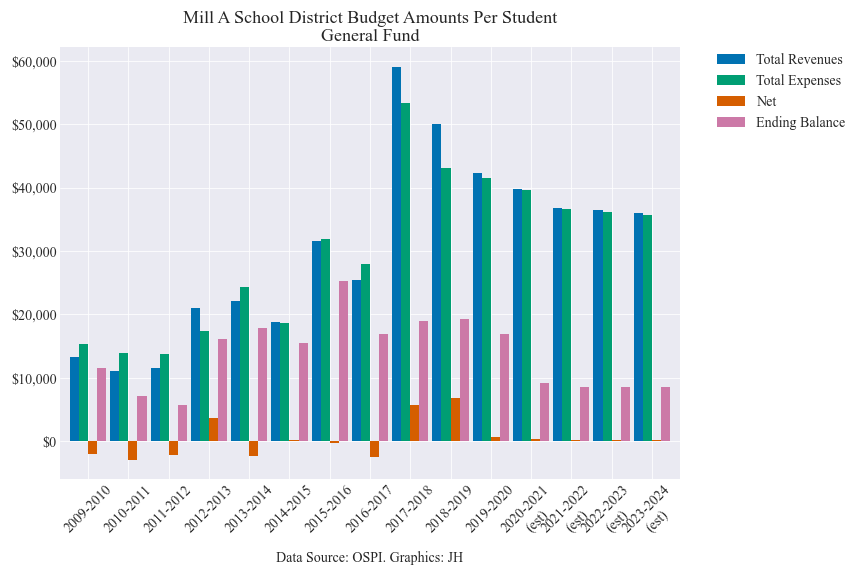 Mill A School District Budget Amounts Per Student
General Fund
Total Revenues
Total Expenses
Net
Ending Balance
$60,000
$50,000
$40,000
$30,000
$20,000
$10,000
$0
2009-2010
2010-2011
2011-2012
2012-2013
2013-2014
2014-2015
2015-2016
2016-2017
2017-2018
2018-2019
2019-2020
2020-2021
(est)
2021-2022
(est)
2022-2023
(est)
2023-2024
(est)
Data Source: OSPI. Graphics: JH